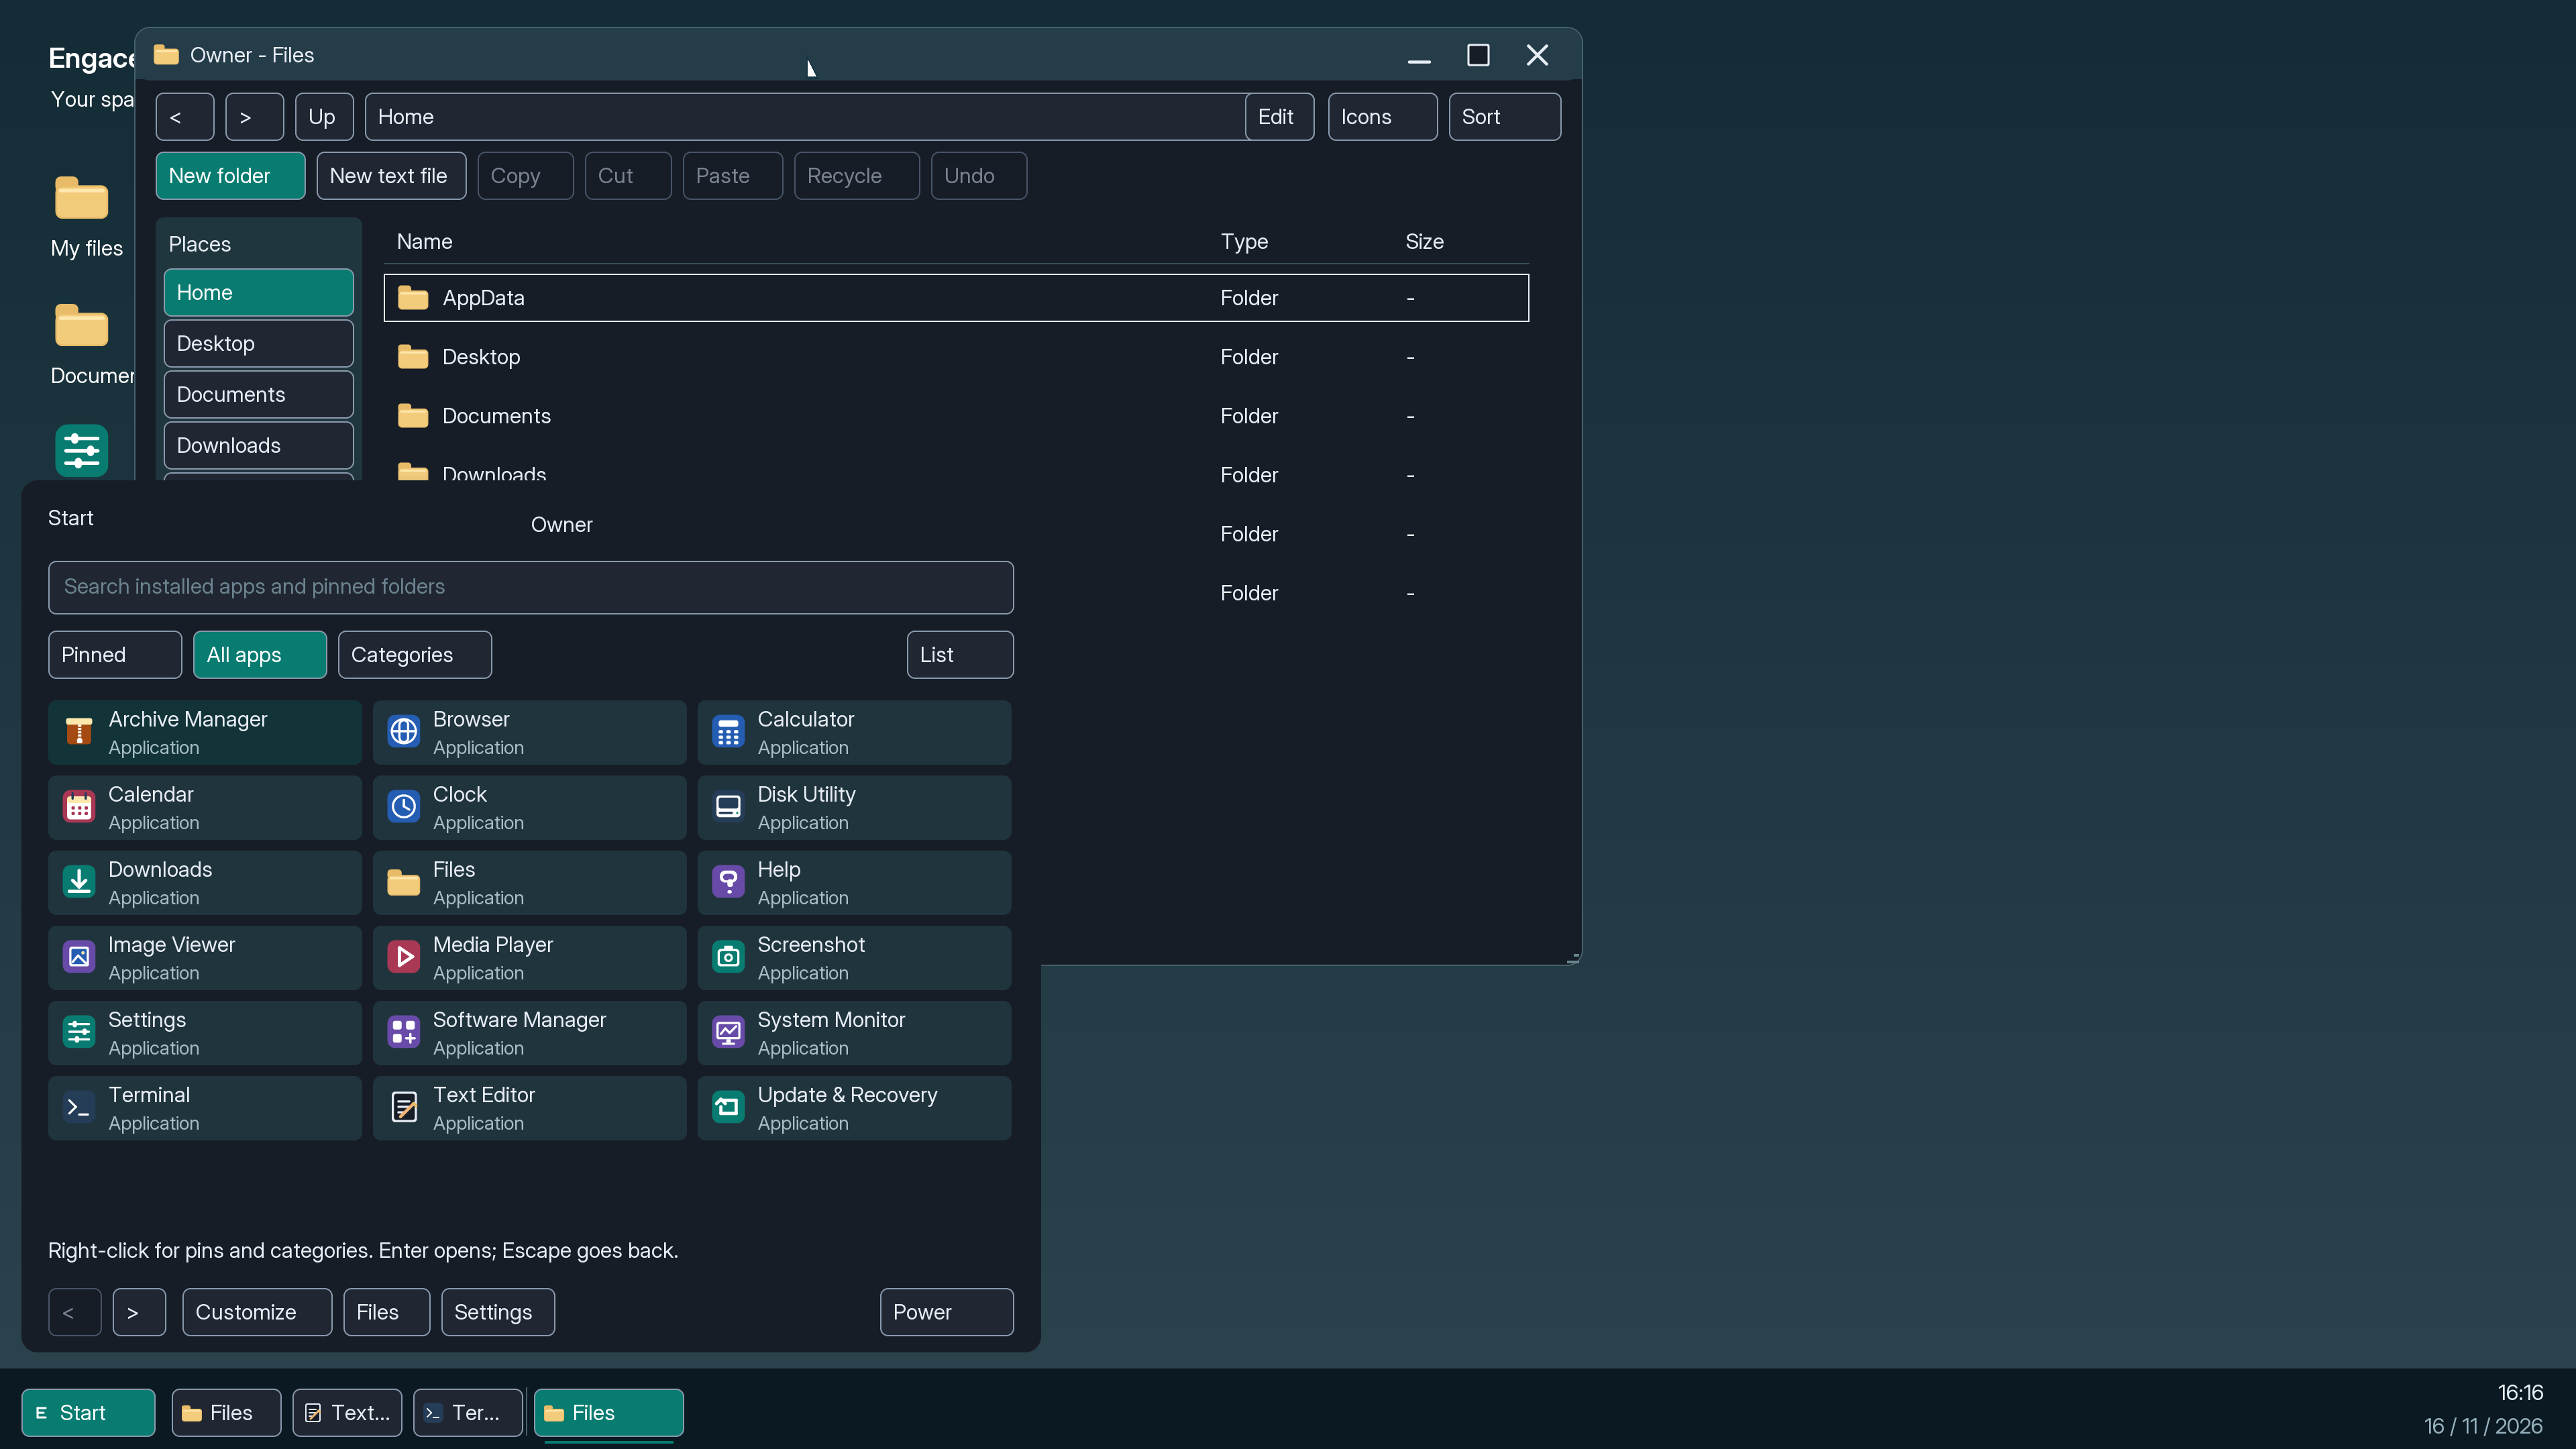 Engace
Your spa
My files
Documer
Owner - Files
<
>
Up
Home
Edit
Icons
Sort
New folder
New text file
Copy
Cut
Paste
Recycle
Undo
Places
Home
Desktop
Documents
Downloads
Name Type Size
AppData Folder -
Desktop Folder -
Documents Folder -
Downloads Folder -
Folder -
Folder -
Start
Owner
Search installed apps and pinned folders
Pinned
All apps
Categories
List
Archive Manager
Application
Browser
Application
Calculator
Application
Calendar
Application
Clock
Application
Disk Utility
Application
Downloads
Application
Files
Application
Help
Application
Image Viewer
Application
Media Player
Application
Screenshot
Application
Settings
Application
Software Manager
Application
System Monitor
Application
Terminal
Application
Text Editor
Application
Update & Recovery
Application
Right-click for pins and categories. Enter opens; Escape goes back.
<
>
Customize
Files
Settings
Power
E Start
Files
Text...
Ter...
Files
16:16
16 / 11 / 2026